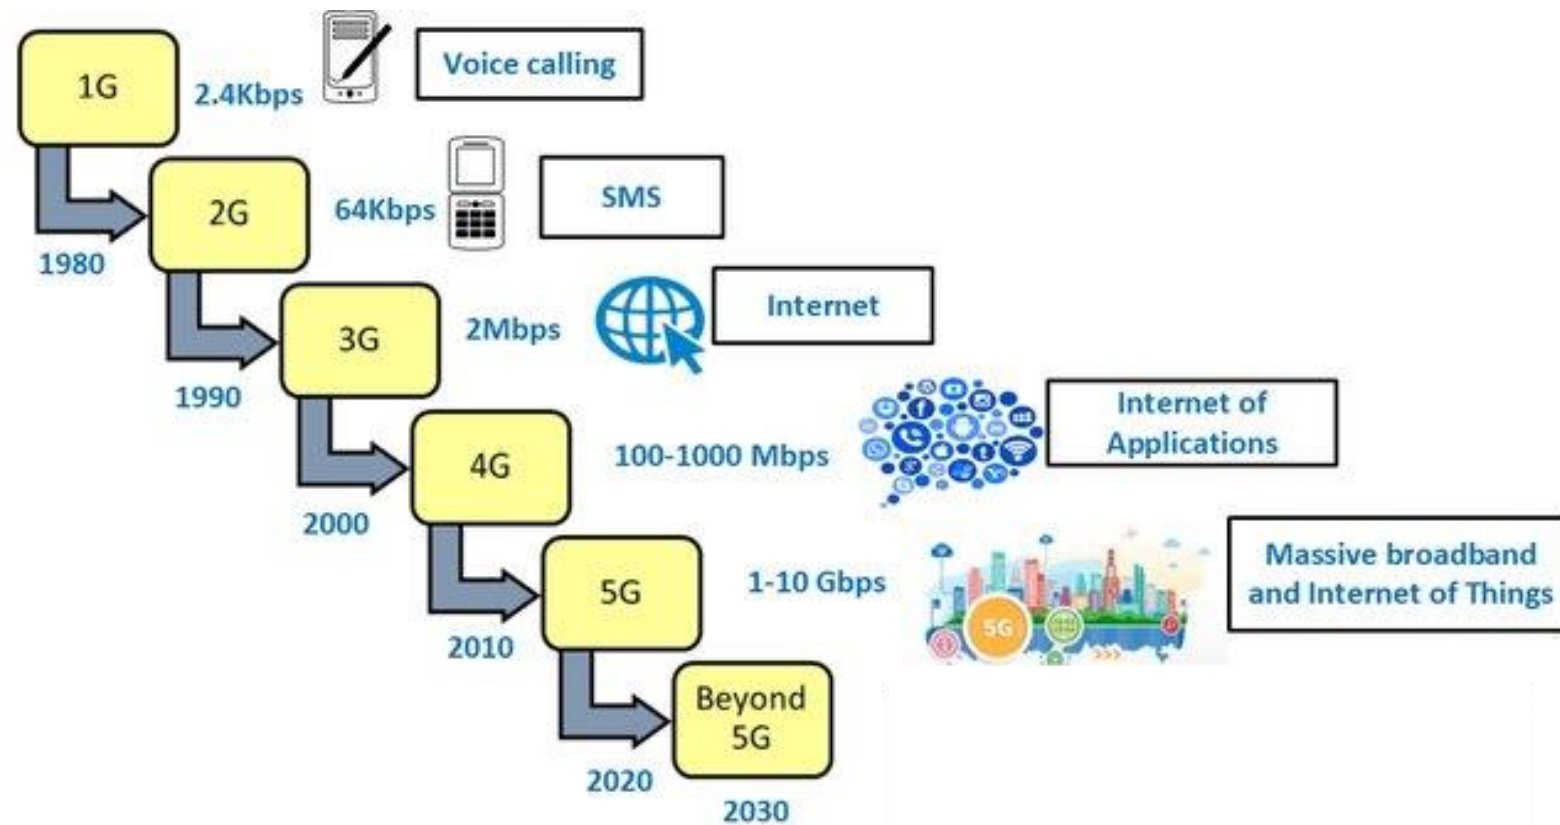 1G
2.4Kbps
Voice calling
1980
2G
64Kbps
SMS
1990
3G
2Mbps
Internet
2000
4G
100-1000 Mbps
Internet of
Applications
2010
5G
1-10 Gbps
5G
>>>
Massive broadband
and Internet of Things
2020
Beyond
5G
2030